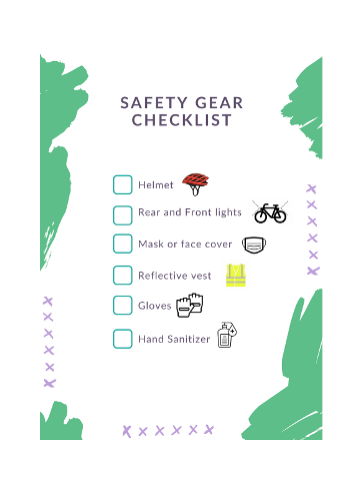 SAFETY GEAR
CHECKLIST
Helmet
Rear and Front lights
Mask or face cover
Reflective vest
Gloves
Hand Sanitizer